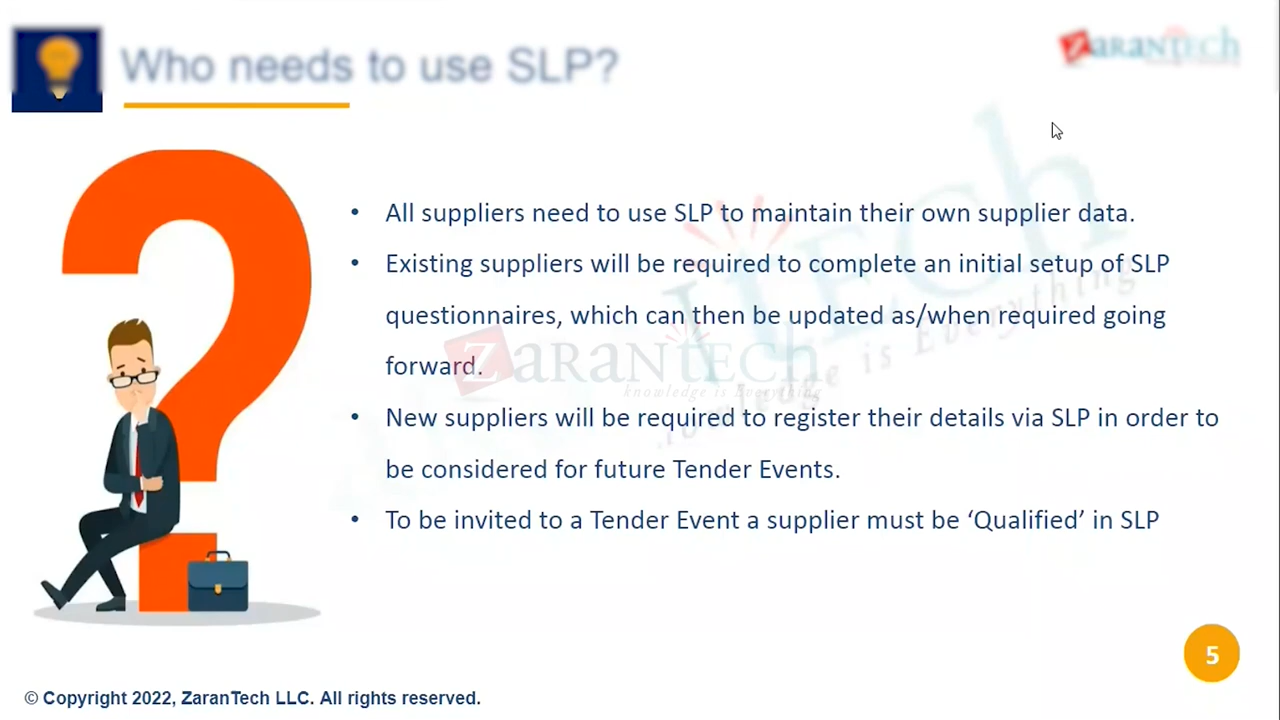 Who needs to use SLP?
ZARANTECH
• All suppliers need to use SLP to maintain their own supplier data.
• Existing suppliers will be required to complete an initial setup of SLP
questionnaires, which can then be updated as/when required going
forward.
ZARANTECH
knowledge is Everything
• New suppliers will be required to register their details via SLP in order to
be considered for future Tender Events.
• To be invited to a Tender Event a supplier must be ‘Qualified’ in SLP
5
© Copyright 2022, ZaranTech LLC. All rights reserved.